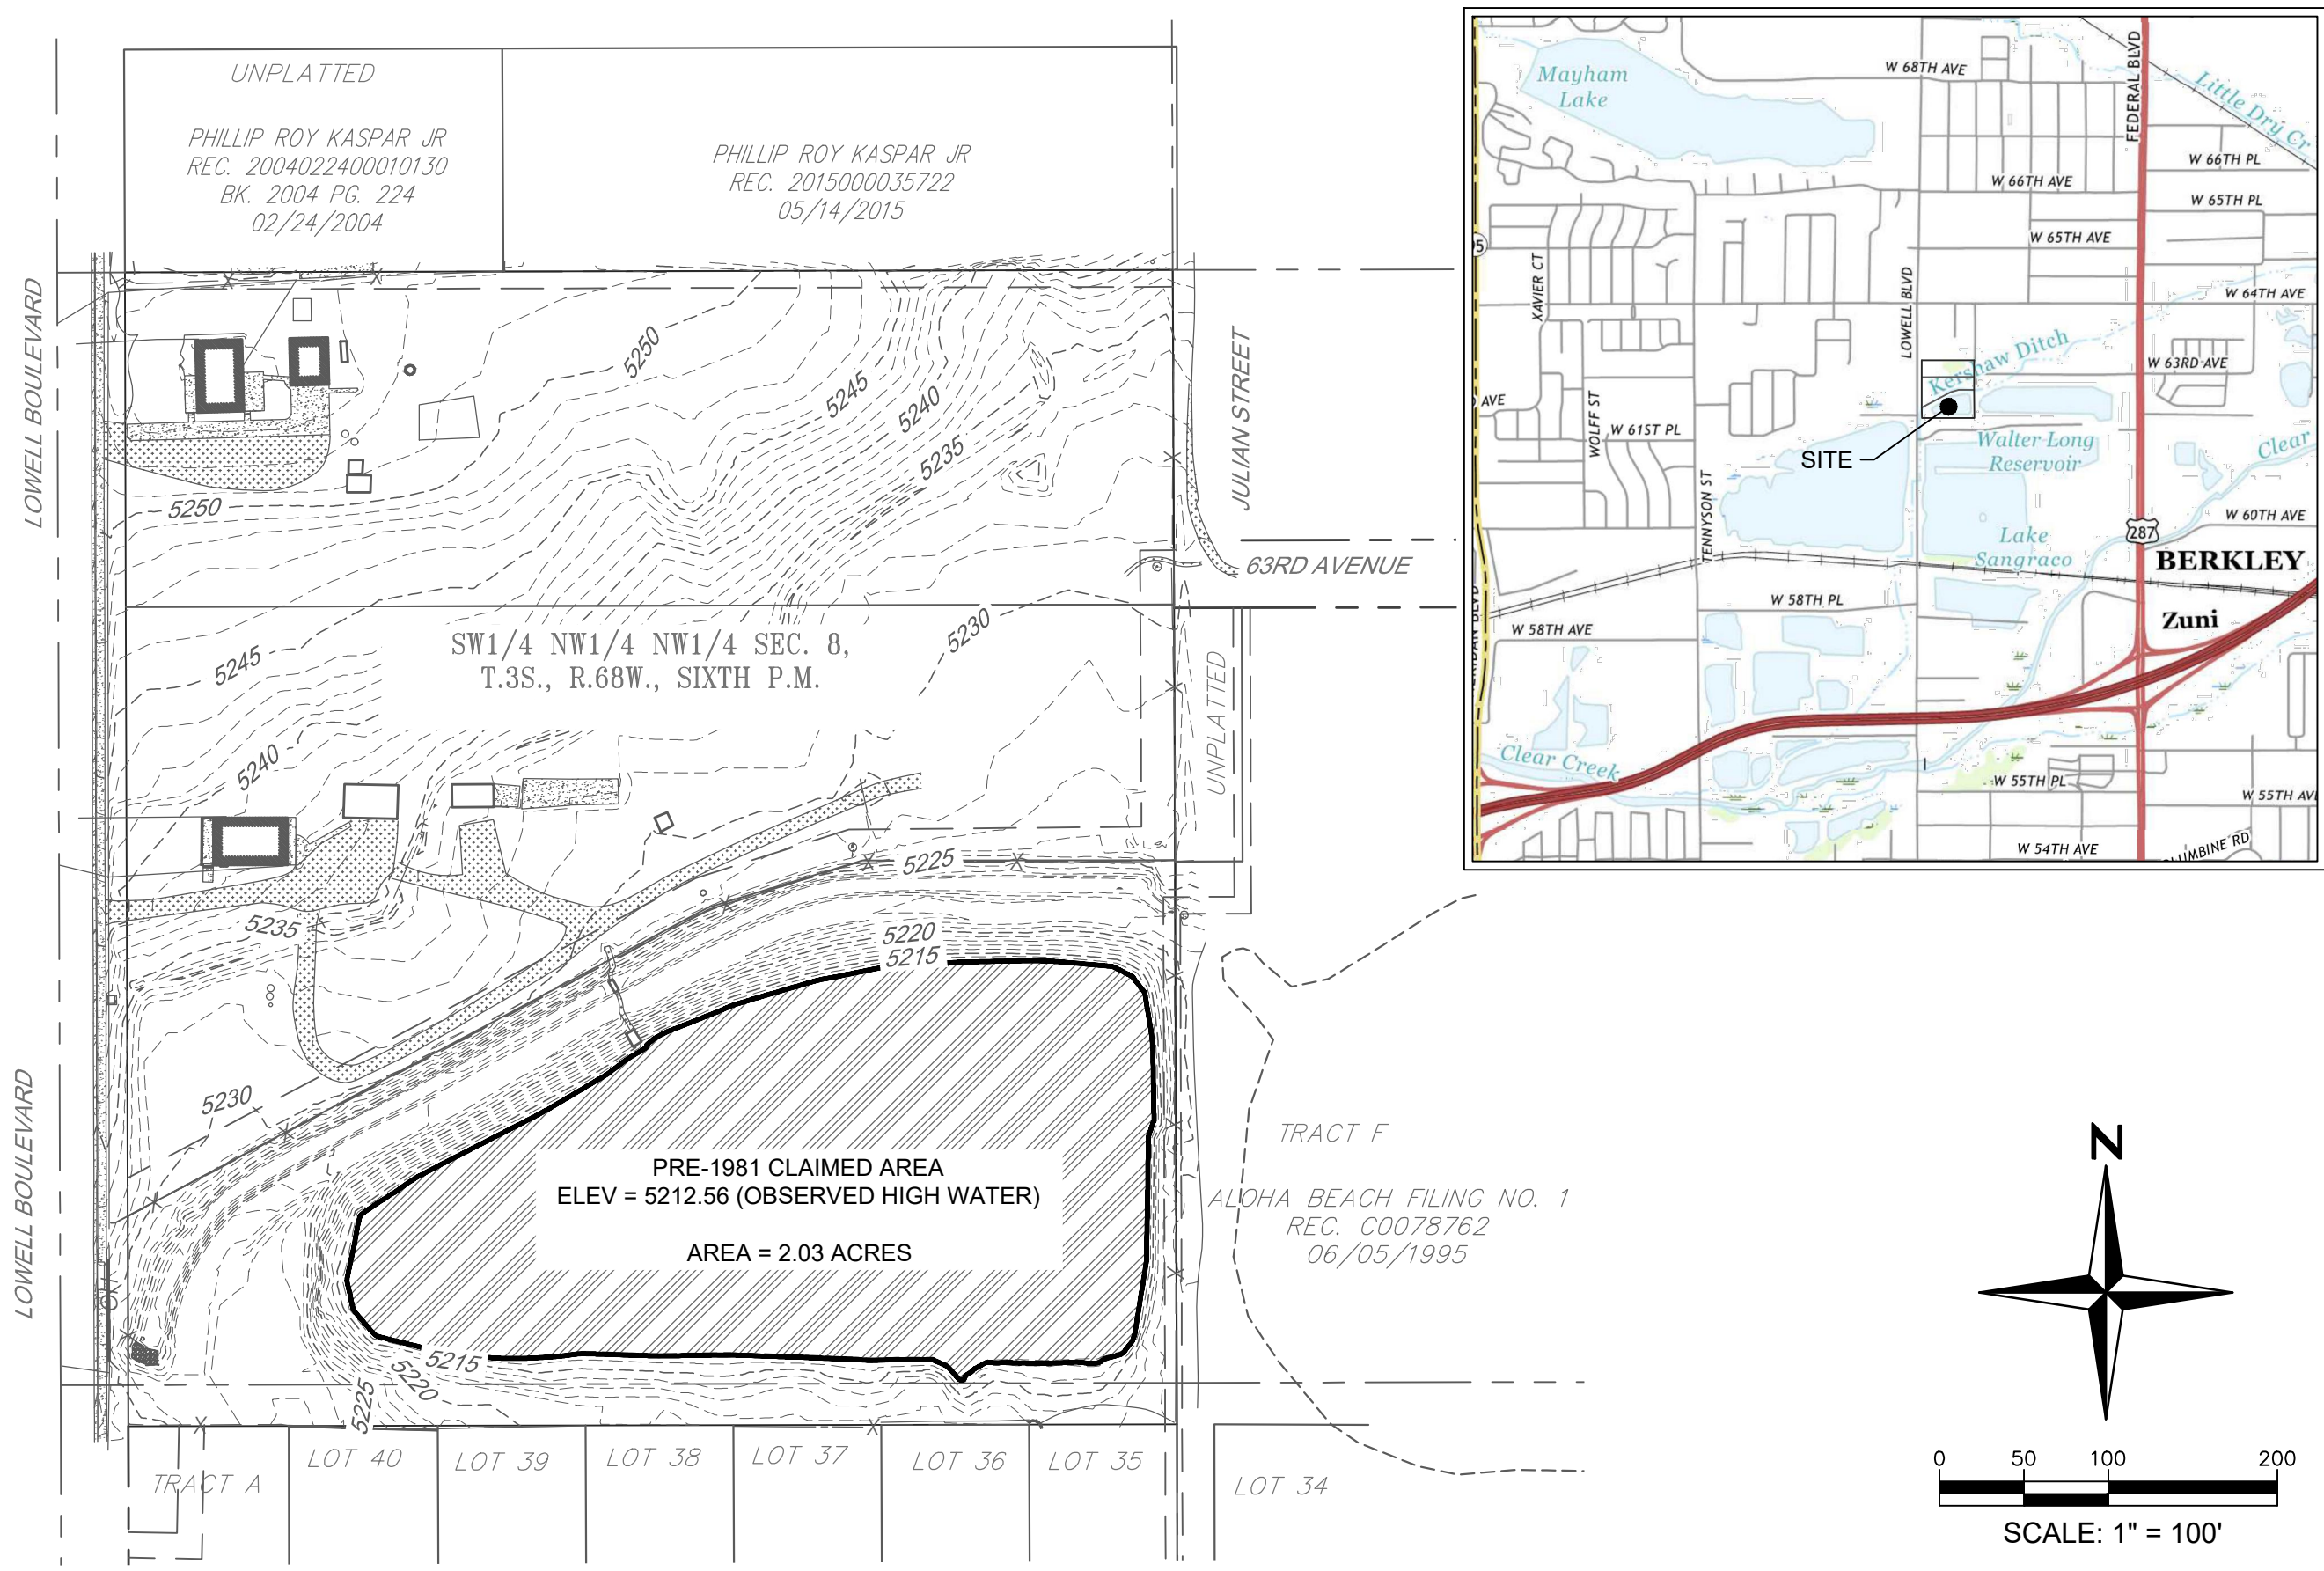 UNPLATTED
PHILLIP ROY KASPAR JR
REC. 2004022400010130
BK. 2004 PG. 224
02/24/2004
PHILLIP ROY KASPAR JR
REC. 2015000035722
05/14/2015
LOWELL BOULEVARD
JULIAN STREET
63RD AVENUE
5250
5245
5240
5235
5250
SW1/4 NW1/4 NW1/4 SEC. 8,
T.3S., R.68W., SIXTH P.M.
5230
5245
5240
UNPLATTED
5225
5235
5220
5215
5230
LOWELL BOULEVARD
PRE-1981 CLAIMED AREA
ELEV = 5212.56 (OBSERVED HIGH WATER)
AREA = 2.03 ACRES
TRACT F
ALOHA BEACH FILING NO. 1
REC. C0078762
06/05/1995
5215
5220
5225
TRACT A
LOT 40
LOT 39
LOT 38
LOT 37
LOT 36
LOT 35
LOT 34
Mayham
Lake
W 68TH AVE
FEDERAL BLVD
Little Dry Cr
W 66TH PL
W 66TH AVE
W 65TH PL
W 65TH AVE
95
XAVIER CT
LOWELL BLVD
W 64TH AVE
Kershaw Ditch
W 63RD AVE
AVE
WOLFF ST
W 61ST PL
SITE
Walter Long
Reservoir
Clear
TENNYSON ST
W 60TH AVE
287
Lake
Sangraco
BERKLEY
W 58TH PL
Zuni
W 58TH AVE
RIDAN BLVD
Clear Creek
W 55TH PL
W 55TH AV
W 54TH AVE
LUMBINE RD
N
0 50 100 200
SCALE: 1" = 100'